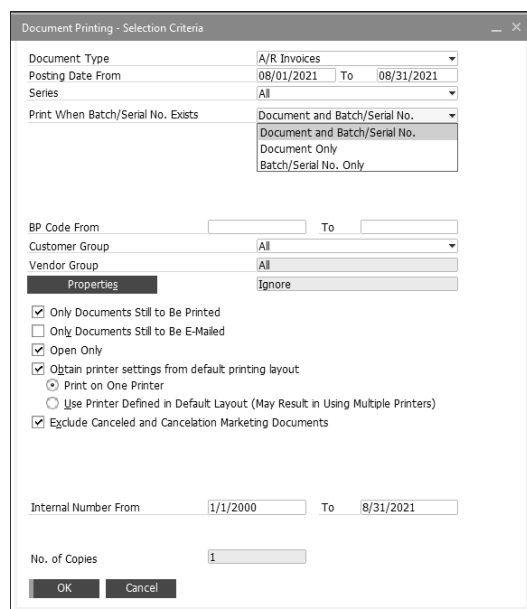 Document Printing - Selection Criteria
Document Type A/R Invoices
Posting Date From 08/01/2021 To 08/31/2021
Series All
Print When Batch/Serial No. Exists Document and Batch/Serial No.
Document and Batch/Serial No.
Document Only
Batch/Serial No. Only
BP Code From To
Customer Group All
Vendor Group All
Properties Ignore
Only Documents Still to Be Printed
Only Documents Still to Be E-Mailed
Open Only
Obtain printer settings from default printing layout
Print on One Printer
Use Printer Defined in Default Layout (May Result in Using Multiple Printers)
Exclude Canceled and Cancelation Marketing Documents
Internal Number From 1/1/2000 To 8/31/2021
No. of Copies 1
OK Cancel